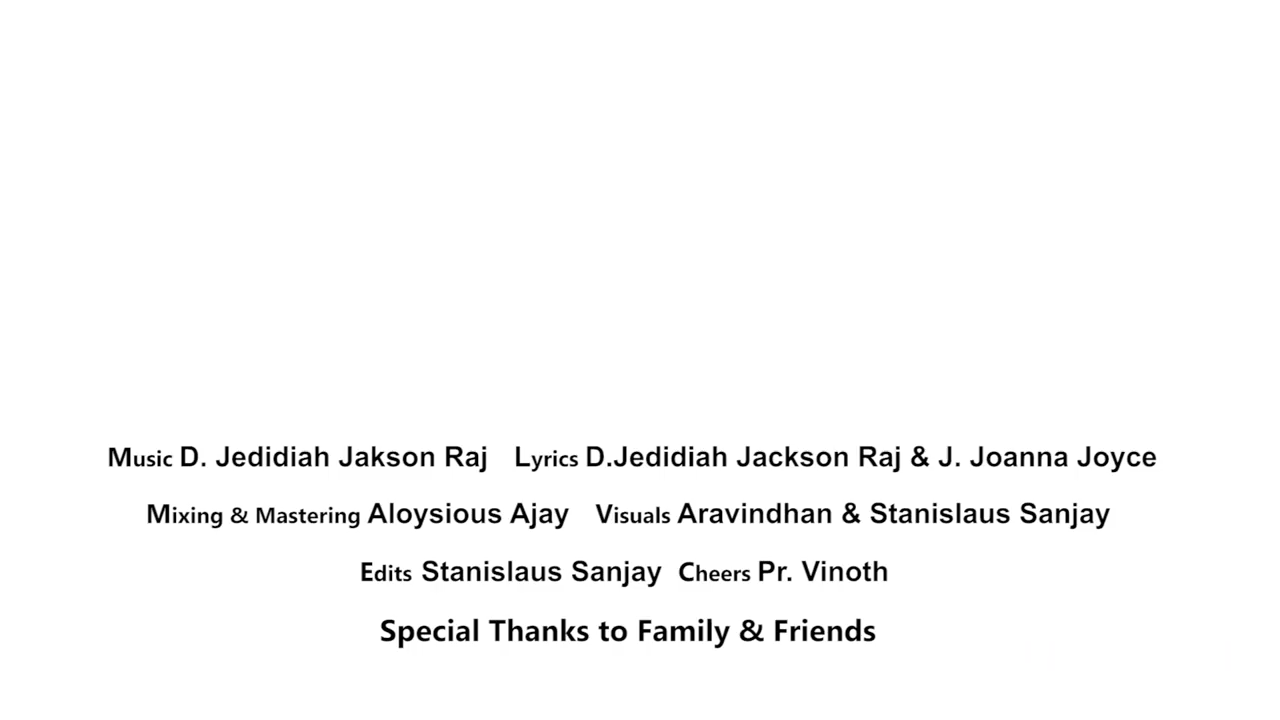 Music D. Jedidiah Jakson Raj Lyrics D.Jedidiah Jackson Raj & J. Joanna Joyce
Mixing & Mastering Aloysious Ajay Visuals Aravindhan & Stanislaus Sanjay
Edits Stanislaus Sanjay Cheers Pr. Vinoth
Special Thanks to Family & Friends